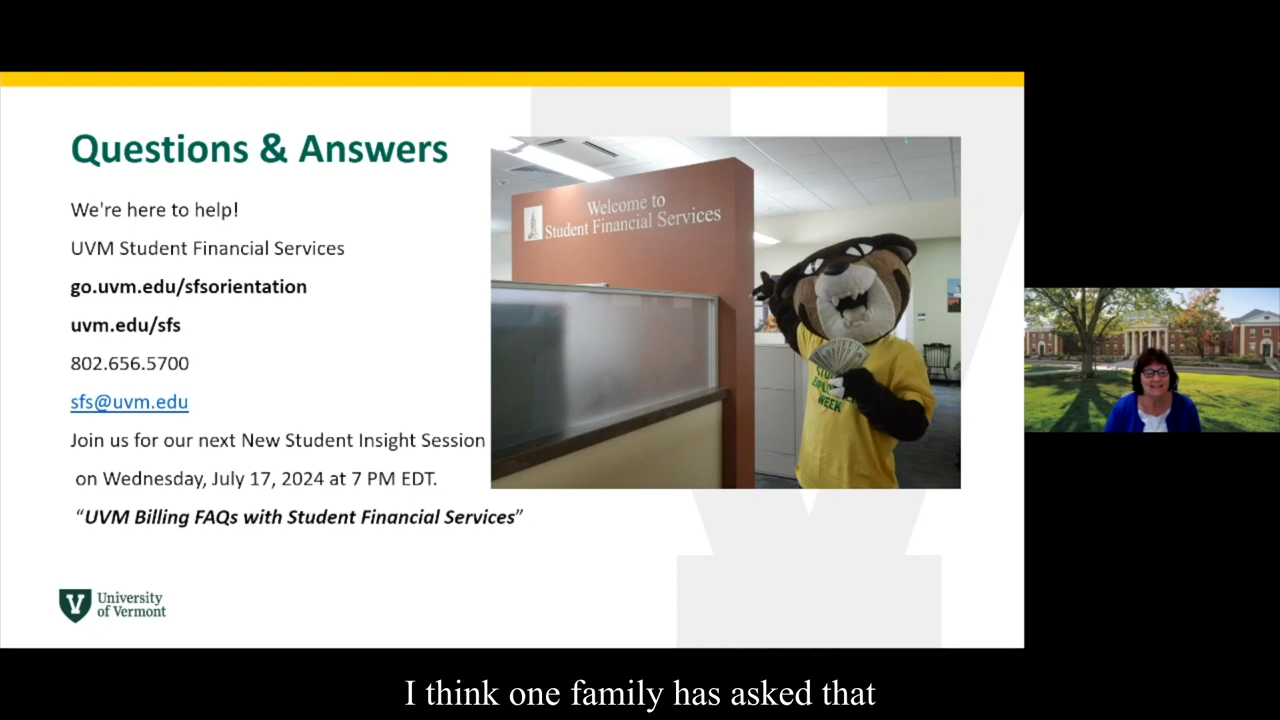 Questions & Answers
We're here to help!
UVM Student Financial Services
go.uvm.edu/sfsorientation
uvm.edu/sfs
802.656.5700
sfs@uvm.edu
Join us for our next New Student Insight Session
on Wednesday, July 17, 2024 at 7 PM EDT.
“UVM Billing FAQs with Student Financial Services”
Welcome to
Student Financial Services
WEEK
V
University
of Vermont
I think one family has asked that